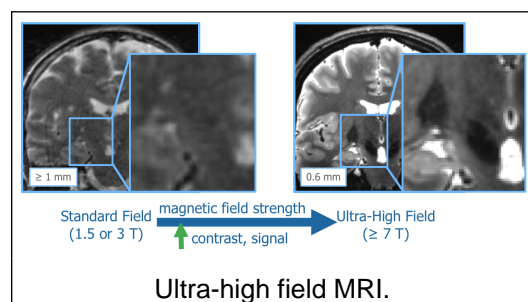 ≥ 1 mm
0.6 mm
magnetic field strength
Standard Field
(1.5 or 3 T)
contrast, signal
Ultra-High Field
(≥ 7 T)
Ultra-high field MRI.